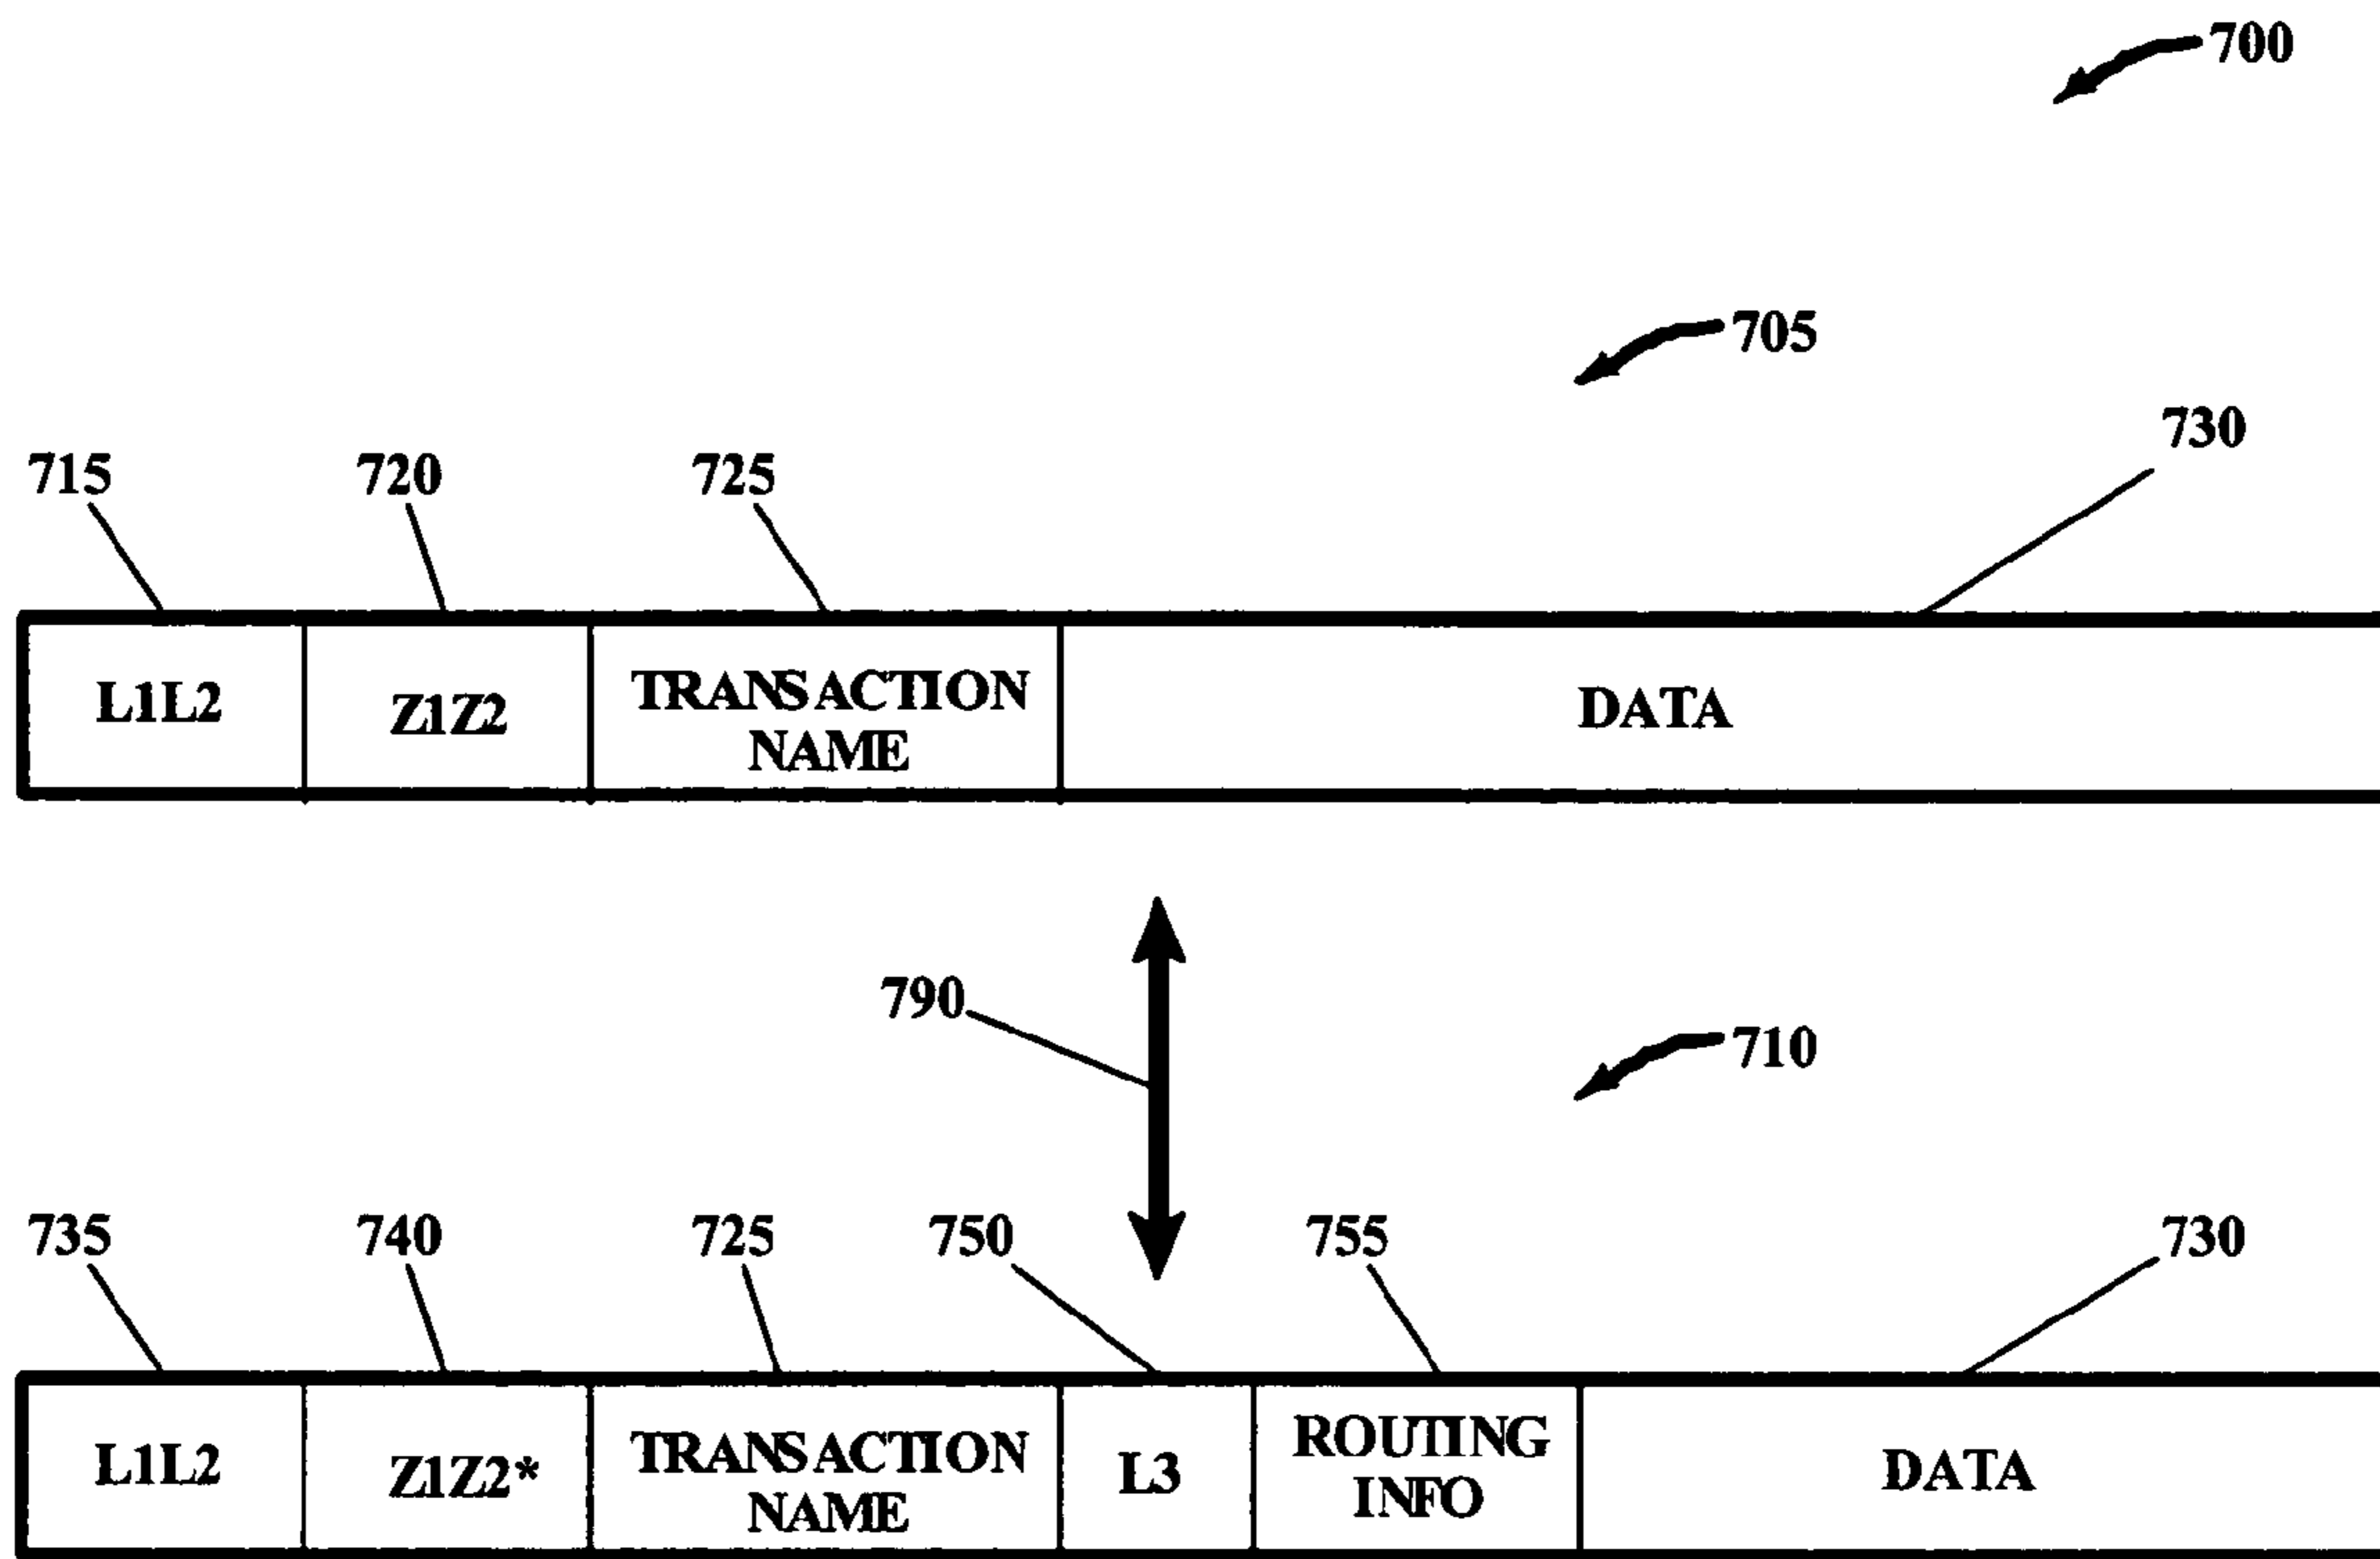 700
705
730
715 720 725
L1L2 Z1Z2 TRANSACTION NAME DATA
790
710
735 740 725 750 755 730
L1L2 Z1Z2* TRANSACTION NAME L3 ROUTING INFO DATA